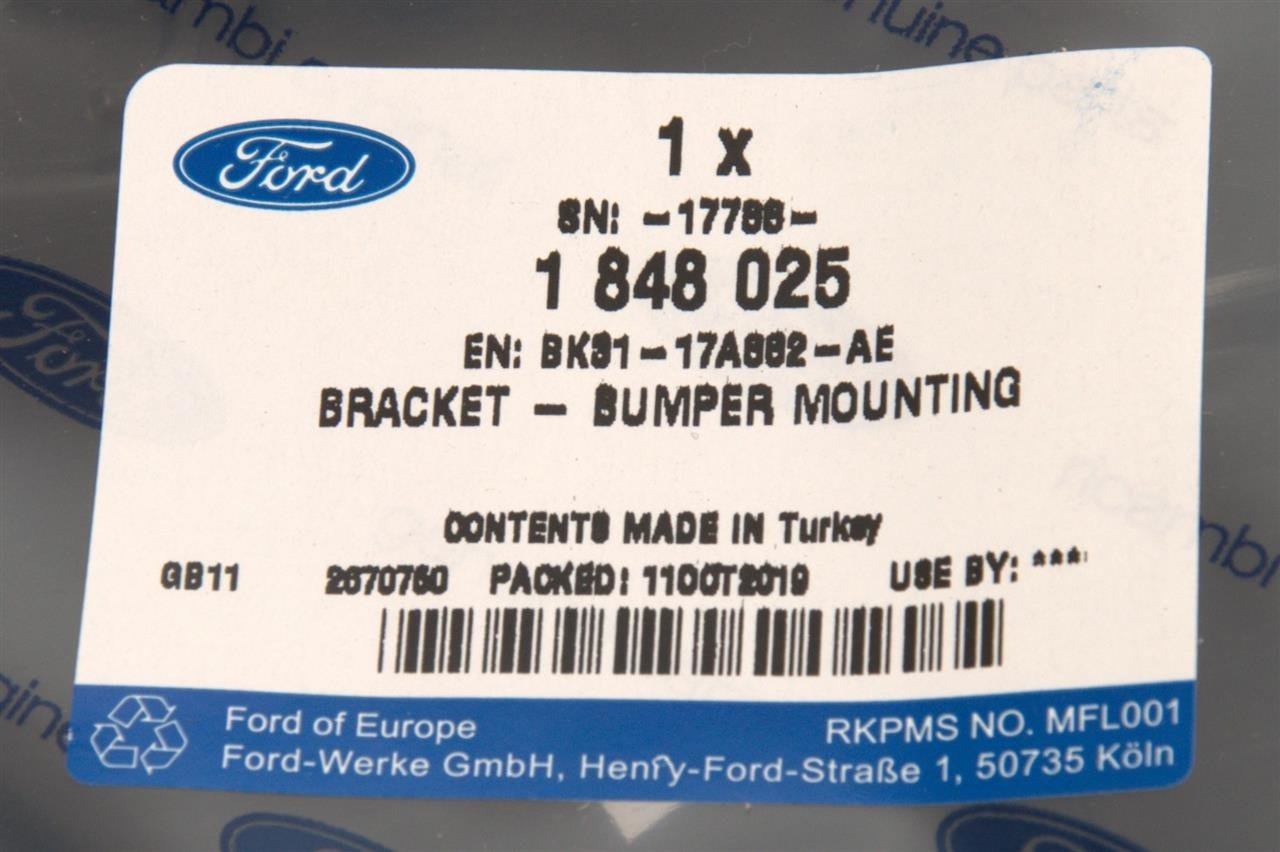 Ford
1 x
SN: -17788-
1 848 025
EN: BK31-17A882-AE
BRACKET - BUMPER MOUNTING
CONTENTS MADE IN Turkey
GB11 2670760 PACKED: 11OCT2019 USE BY: ***
Ford of Europe RKPMS NO. MFL001
Ford-Werke GmbH, Henry-Ford-Straße 1, 50735 Köln